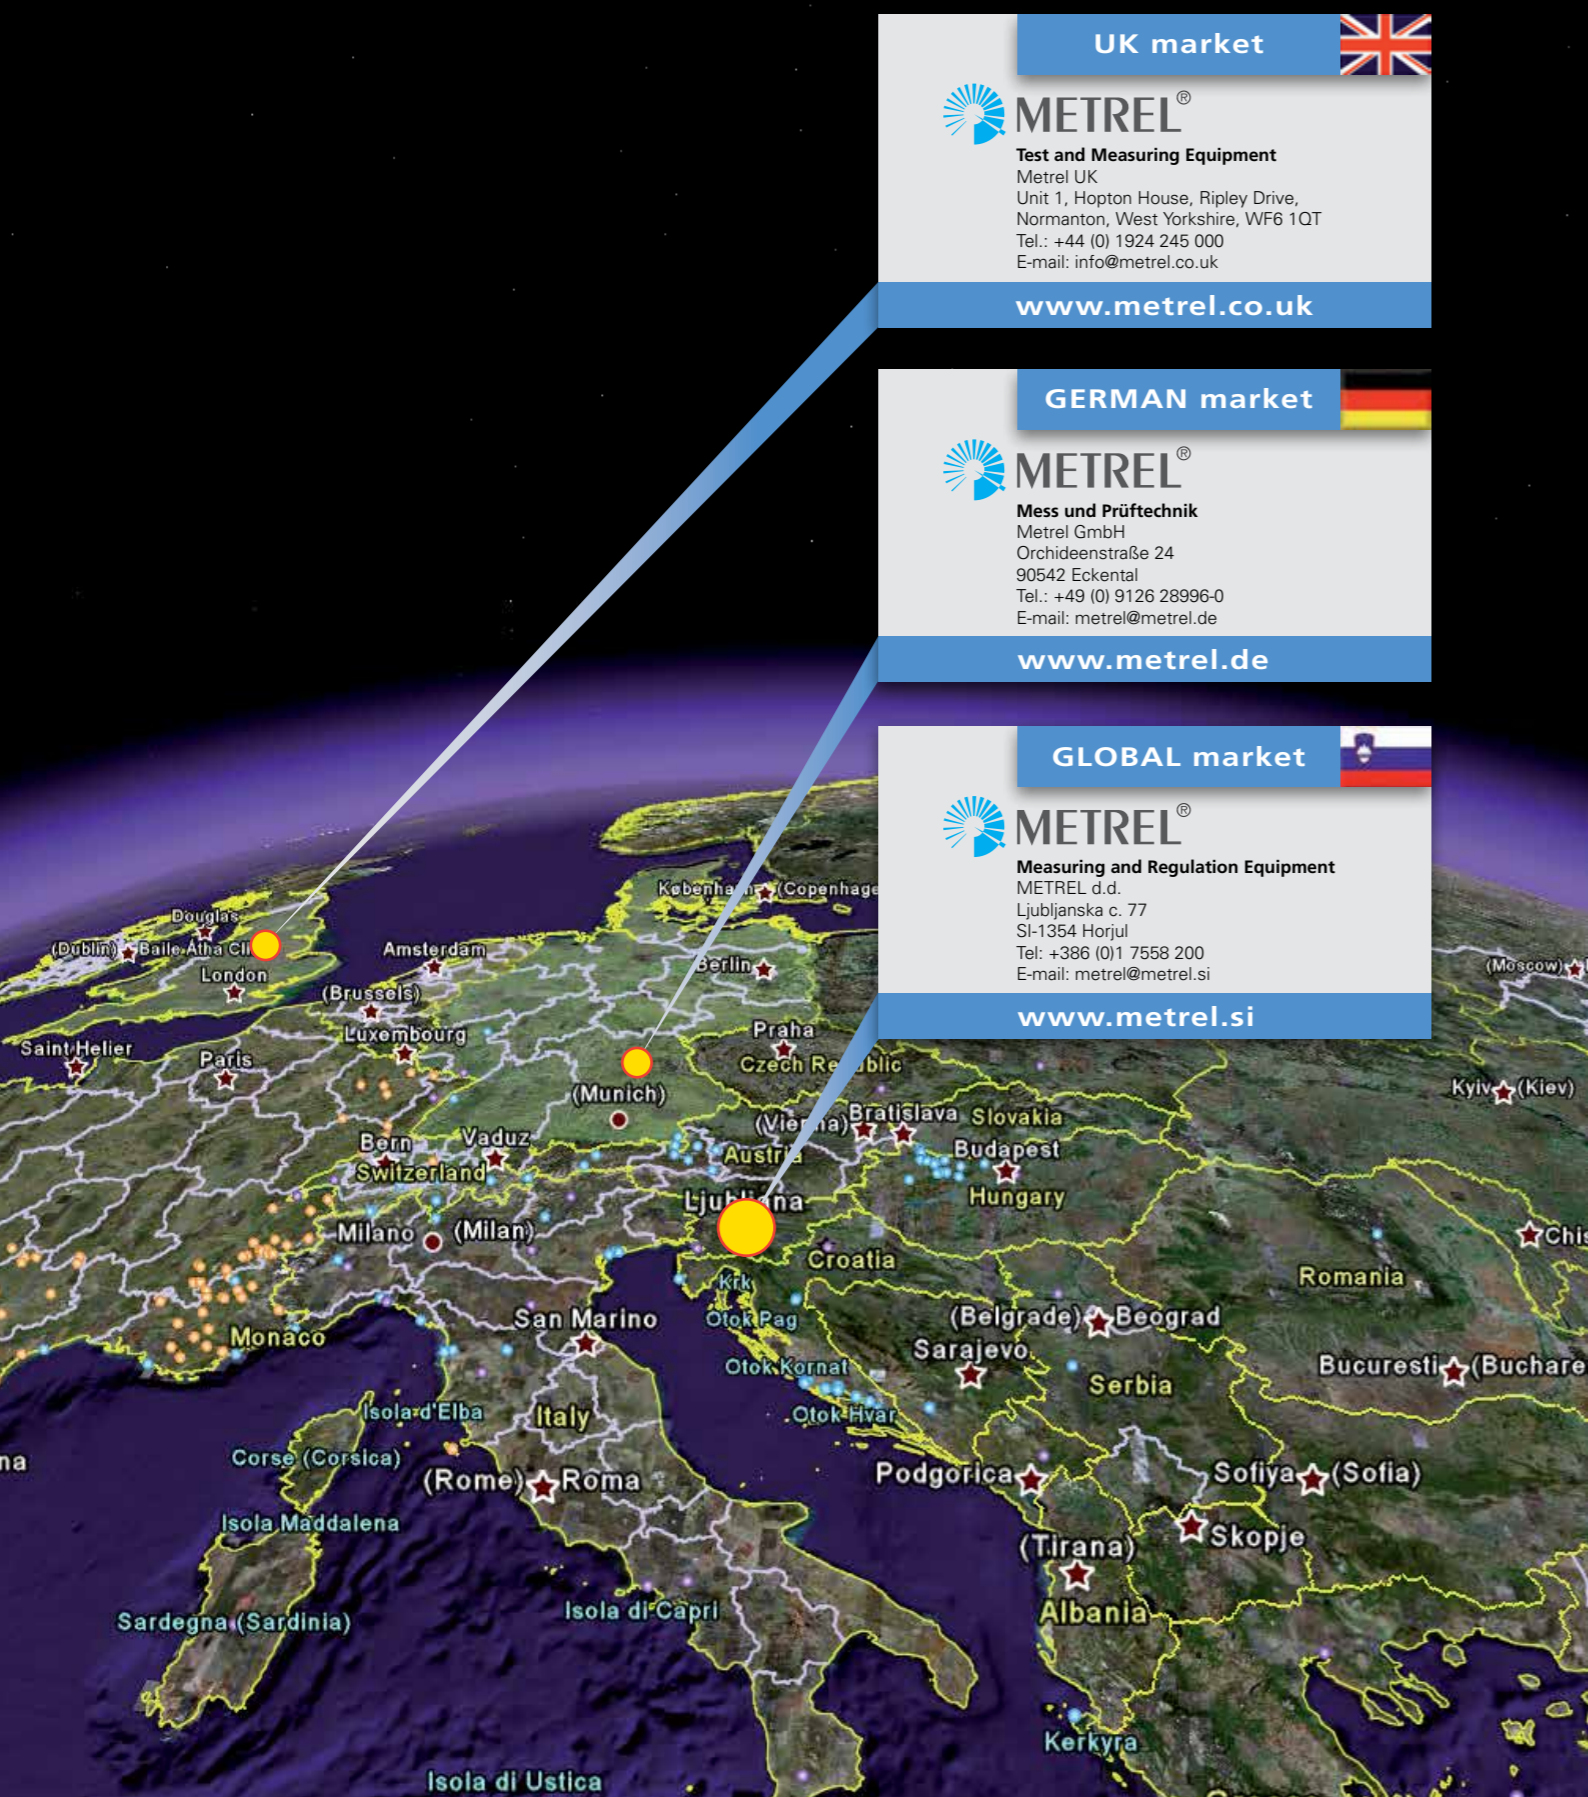 UK market
METREL®
Test and Measuring Equipment
Metrel UK
Unit 1, Hopton House, Ripley Drive,
Normanton, West Yorkshire, WF6 1QT
Tel.: +44 (0) 1924 245 000
E-mail: info@metrel.co.uk
www.metrel.co.uk
GERMAN market
METREL®
Mess und Prüftechnik
Metrel GmbH
Orchideenstraße 24
90542 Eckental
Tel.: +49 (0) 9126 28996-0
E-mail: metrel@metrel.de
www.metrel.de
GLOBAL market
METREL®
Measuring and Regulation Equipment
METREL d.d.
Ljubljanska c. 77
SI-1354 Horjul
Tel: +386 (0)1 7558 200
E-mail: metrel@metrel.si
www.metrel.si
(Copenhage
Douglas
(Dublin) Baile Átha Cli
Amsterdam
London
Berlin
(Moscow)
(Brussels)
Luxembourg
Praha
Saint Helier
Paris
Czech Re blic
(Munich)
Kyiv (Kiev)
Bratislava
Slovakia
Bern
Vaduz
Austria
Budapest
Switzerland
Hungary
Milano (Milan)
Chis
Croatia
Krk
Romania
San Marino
Otok Pag
(Belgrade) Beograd
Monaco
Sarajevo
Otok Kornat
Bucuresti (Buchare
Serbia
Isola d'Elba
Italy
Otok Hvar
Corse (Corsica)
na
(Rome) Roma
Podgorica
Sofiya (Sofia)
Isola Maddalena
Skopje
(Tirana)
Isola di Capri
Albania
Sardegna (Sardinia)
Kerkyra
Isola di Ustica